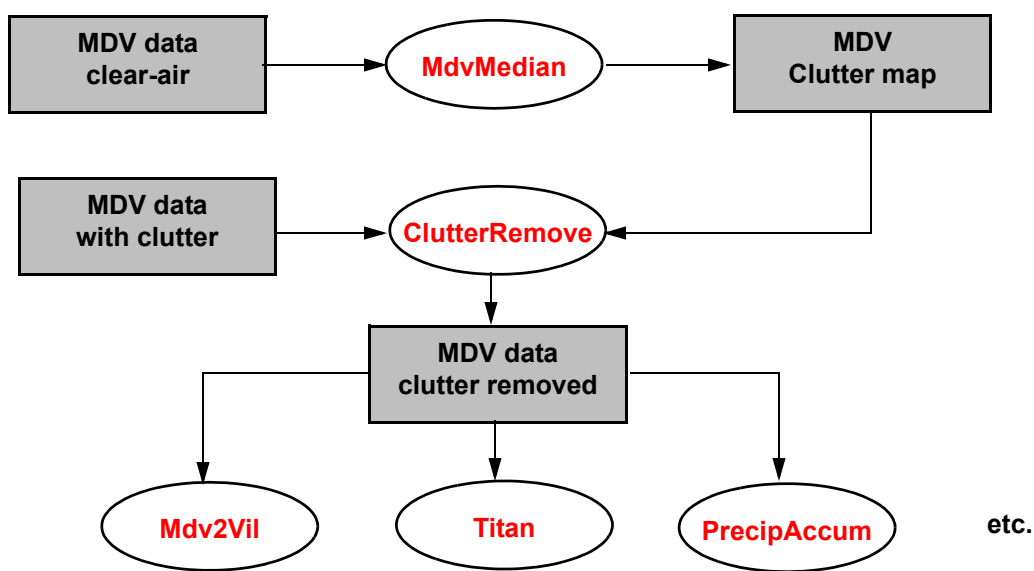 MDV data
clear-air
MdvMedian
MDV
Clutter map
MDV data
with clutter
ClutterRemove
MDV data
clutter removed
Mdv2Vil
Titan
PrecipAccum
etc.